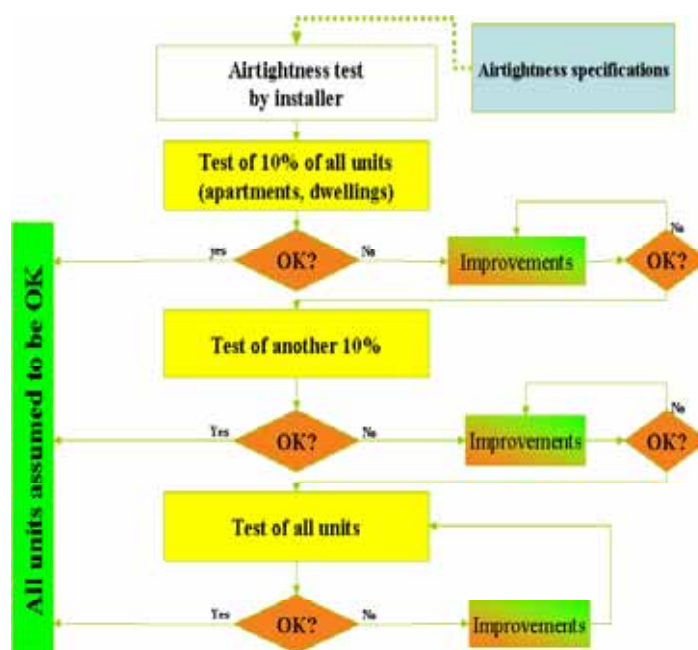 Airtightness test
by installer
Airtightness specifications
Test of 10% of all units
(apartments, dwellings)
yes
OK?
No
Improvements
No
OK?
Test of another 10%
Yes
OK?
No
Improvements
No
OK?
Test of all units
Yes
OK?
No
Improvements
All units assumed to be OK